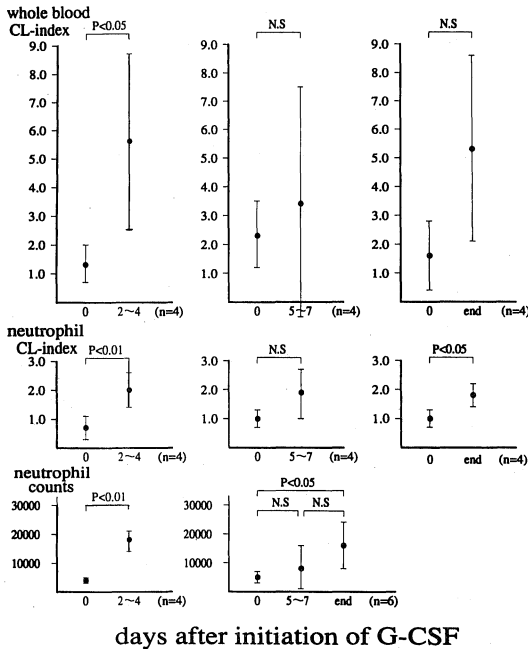 whole blood
CL-index
P<0.05
9.0
8.0
7.0
6.0
5.0
4.0
3.0
2.0
1.0
0 2~4 (n=4)
N.S
9.0
8.0
7.0
6.0
5.0
4.0
3.0
2.0
1.0
0 5~7 (n=4)
N.S
9.0
8.0
7.0
6.0
5.0
4.0
3.0
2.0
1.0
0 end (n=4)
neutrophil
CL-index
P<0.01
3.0
2.0
1.0
0 2~4 (n=4)
N.S
3.0
2.0
1.0
0 5~7 (n=4)
P<0.05
3.0
2.0
1.0
0 end (n=4)
neutrophil
counts
P<0.01
30000
20000
10000
0 2~4 (n=4)
P<0.05
N.S N.S
30000
20000
10000
0 5~7 end (n=6)
days after initiation of G-CSF